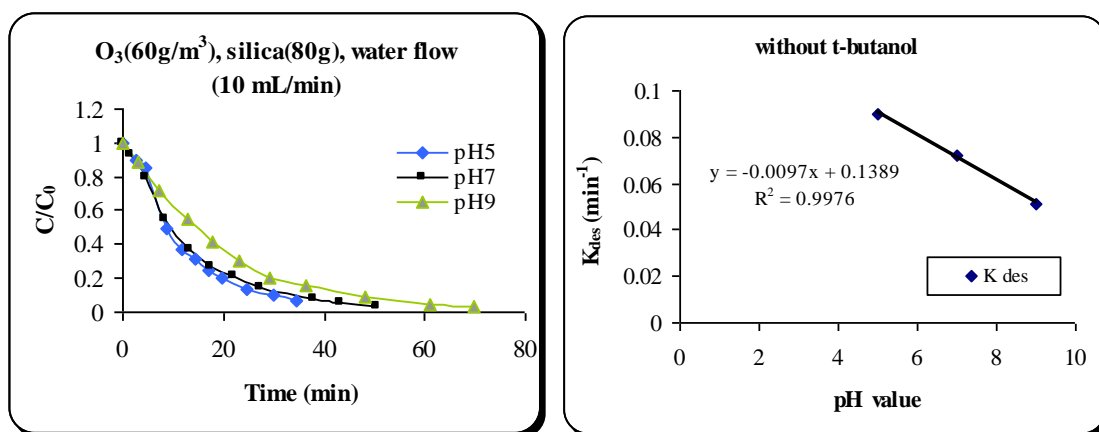 O₃(60g/m³), silica(80g), water flow
(10 mL/min)
1.2
1
0.8
0.6
0.4
0.2
0
C/C₀
pH5
pH7
pH9
0 20 40 60 80
Time (min)
without t-butanol
0.1
0.08
0.06
0.04
0.02
0
K_des (min⁻¹)
y = -0.0097x + 0.1389
R² = 0.9976
K des
0 2 4 6 8 10
pH value